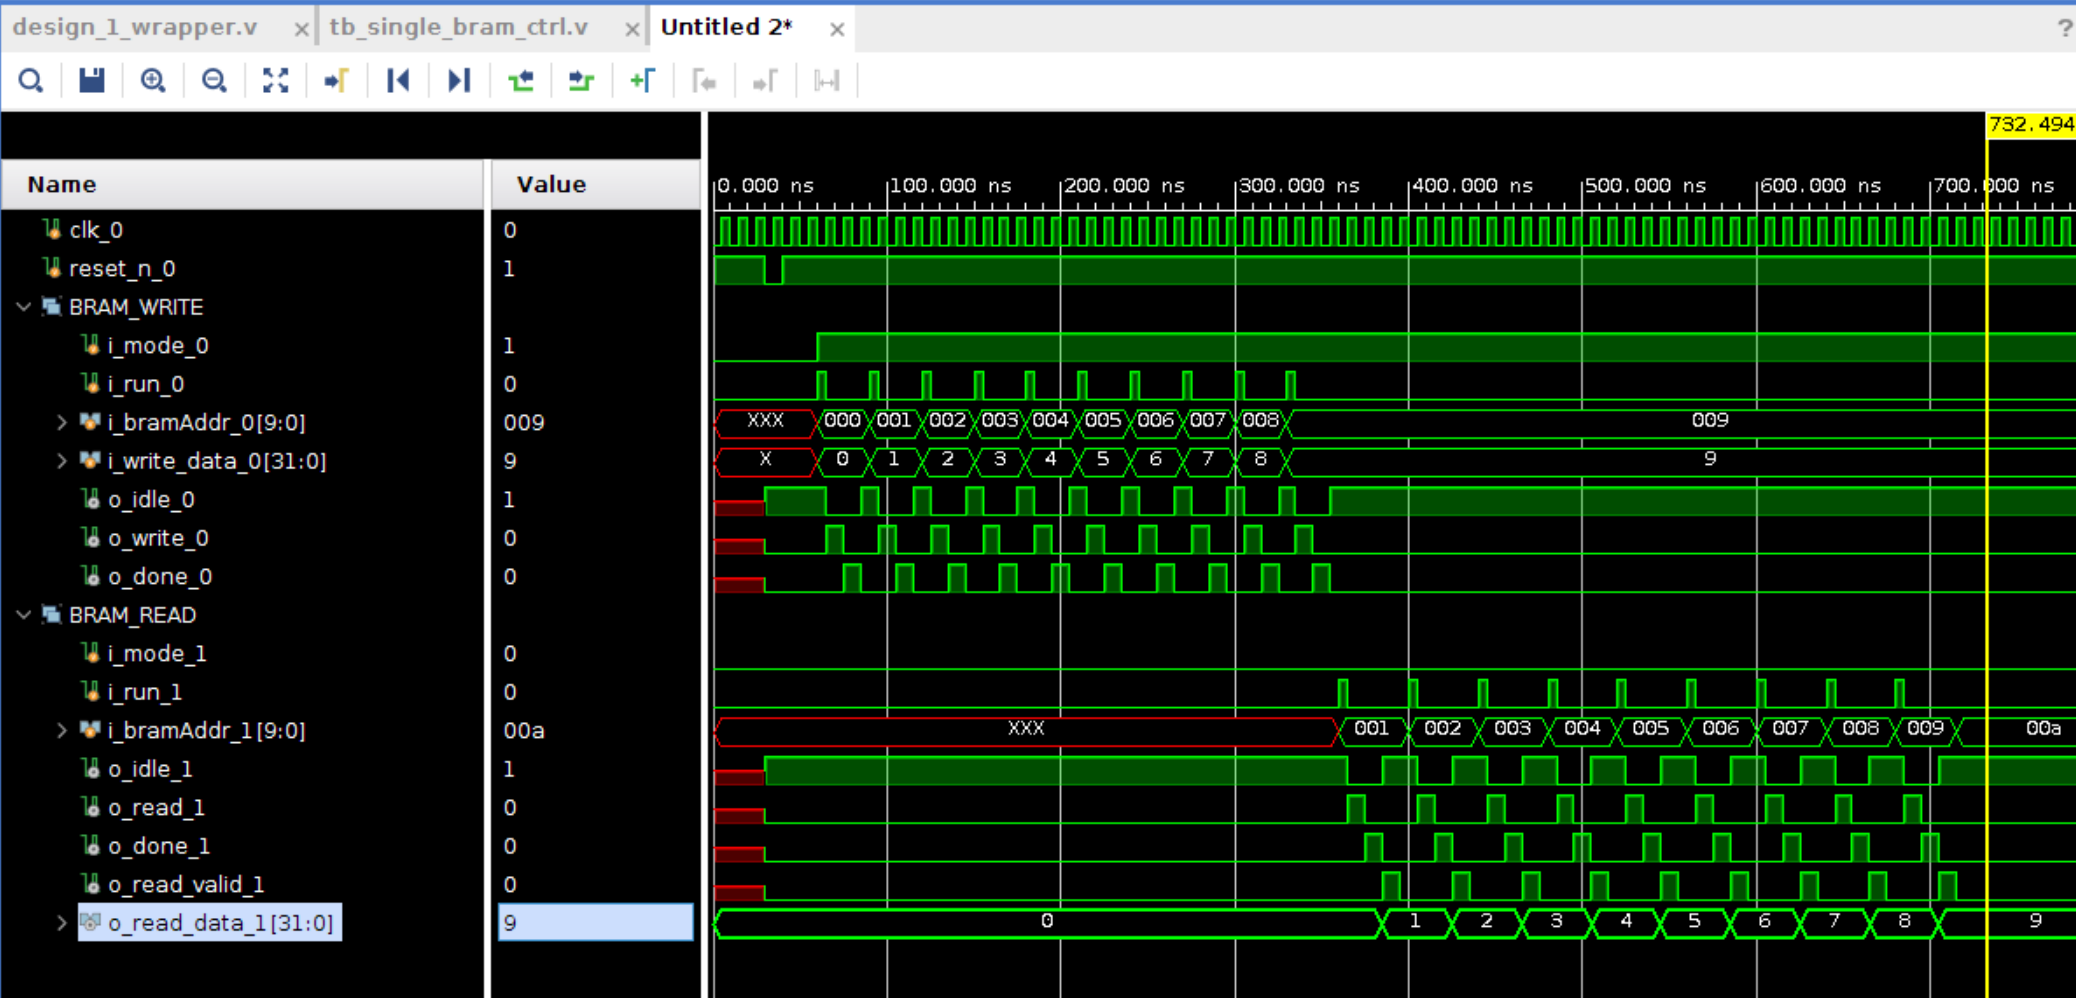 design_1_wrapper.v × tb_single_bram_ctrl.v × Untitled 2* × ?
732.494
Name Value 0.000 ns 100.000 ns 200.000 ns 300.000 ns 400.000 ns 500.000 ns 600.000 ns 700.000 ns
clk_0 0
reset_n_0 1
BRAM_WRITE
i_mode_0 1
i_run_0 0
i_bramAddr_0[9:0] 009 XXX 000 001 002 003 004 005 006 007 008 009
i_write_data_0[31:0] 9 X 0 1 2 3 4 5 6 7 8 9
o_idle_0 1
o_write_0 0
o_done_0 0
BRAM_READ
i_mode_1 0
i_run_1 0
i_bramAddr_1[9:0] 00a XXX 001 002 003 004 005 006 007 008 009 00a
o_idle_1 1
o_read_1 0
o_done_1 0
o_read_valid_1 0
o_read_data_1[31:0] 9 0 1 2 3 4 5 6 7 8 9